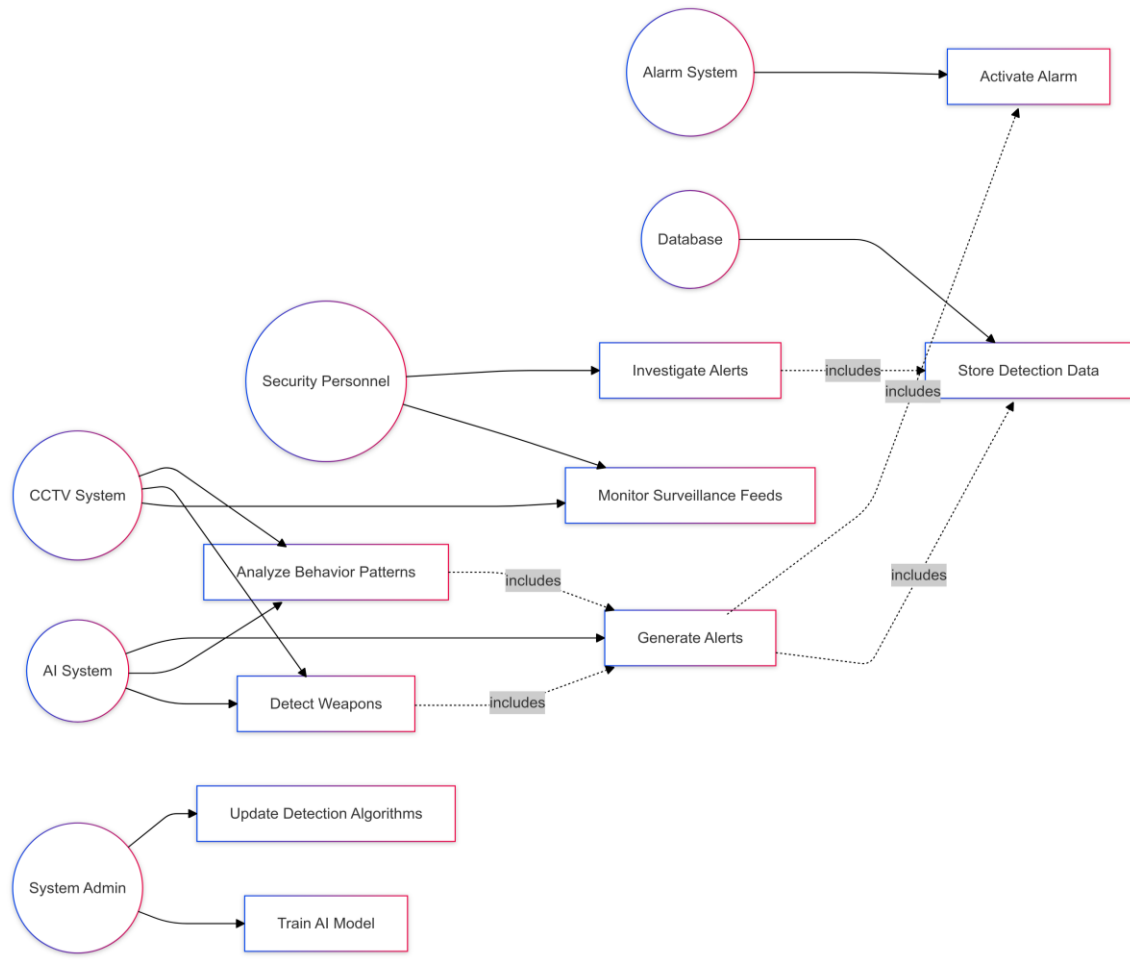 Alarm System
Activate Alarm
Database
Security Personnel
Investigate Alerts
includes
Store Detection Data
includes
CCTV System
Monitor Surveillance Feeds
Analyze Behavior Patterns
includes
includes
AI System
Generate Alerts
Detect Weapons
includes
Update Detection Algorithms
System Admin
Train AI Model